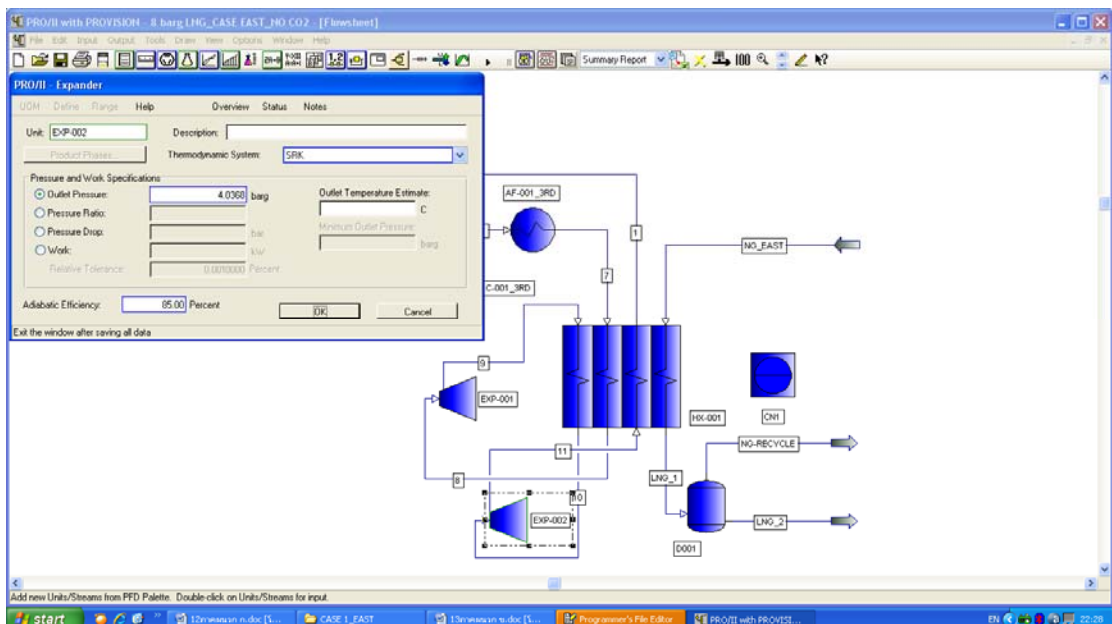 PRO/II with PROVISION - 8 barg LNG_CASE EAST_NO CO2 - [Flowsheet]
File Edit Input Output Tools Draw View Options Window Help
Summary Report
100
PRO/II - Expander
UOM Define Range Help Overview Status Notes
Unit: EXP-002 Description:
Product Phases... Thermodynamic System: SRK
Pressure and Work Specifications
Outlet Pressure: 4.0368 barg Outlet Temperature Estimate:
Pressure Ratio: C
Pressure Drop: bar Minimum Outlet Pressure:
Work: kW barg
Relative Tolerance: 0.0010000 Percent
Adiabatic Efficiency: 85.00 Percent OK Cancel
Exit the window after saving all data
AF-001_3RD
1
NG_EAST
7
C-001_3RD
9
EXP-001
HX-001
CN1
NG-RECYCLE
11
8
LNG_1
10
EXP-002
LNG_2
D001
Add new Units/Streams from PFD Palette. Double-click on Units/Streams for input.
start
CASE 1_EAST
Programmer's File Editor
PRO/II with PROVISI...
EN
22:28